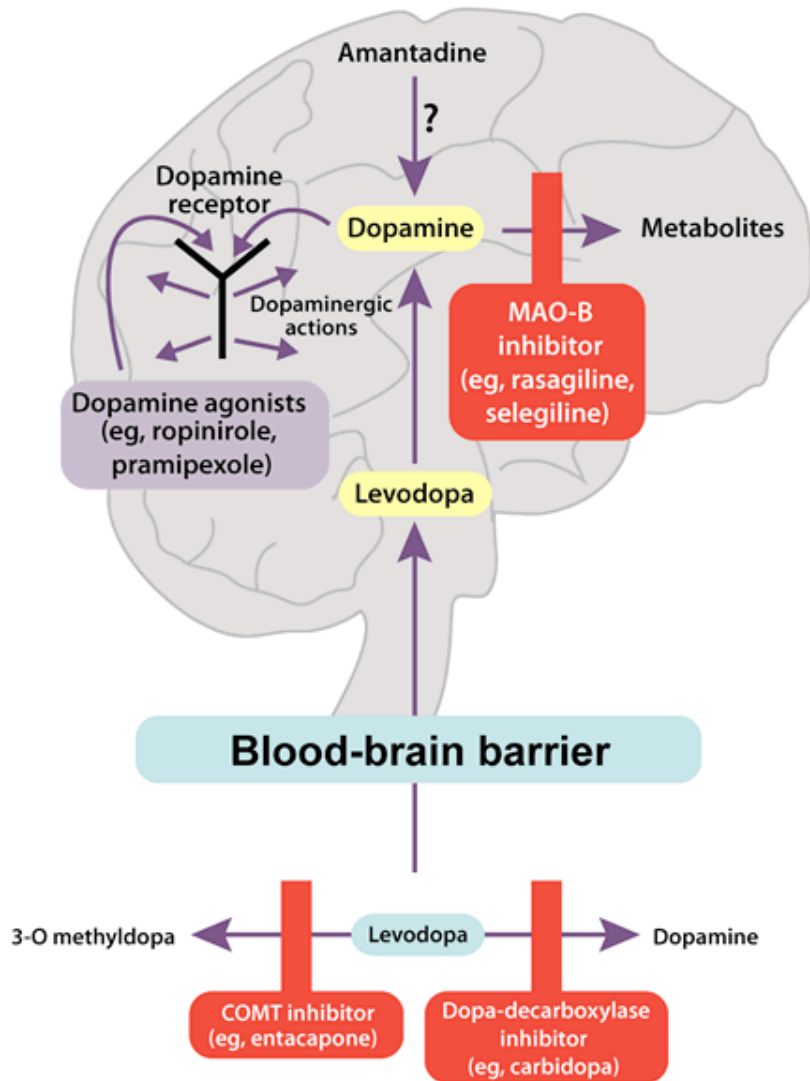 Amantadine
?
Dopamine
receptor
Dopamine
Metabolites
Dopaminergic
actions
MAO-B
inhibitor
(eg, rasagiline,
selegiline)
Dopamine agonists
(eg, ropinirole,
pramipexole)
Levodopa
Blood-brain barrier
3-O methyldopa
Levodopa
Dopamine
COMT inhibitor
(eg, entacapone)
Dopa-decarboxylase
inhibitor
(eg, carbidopa)